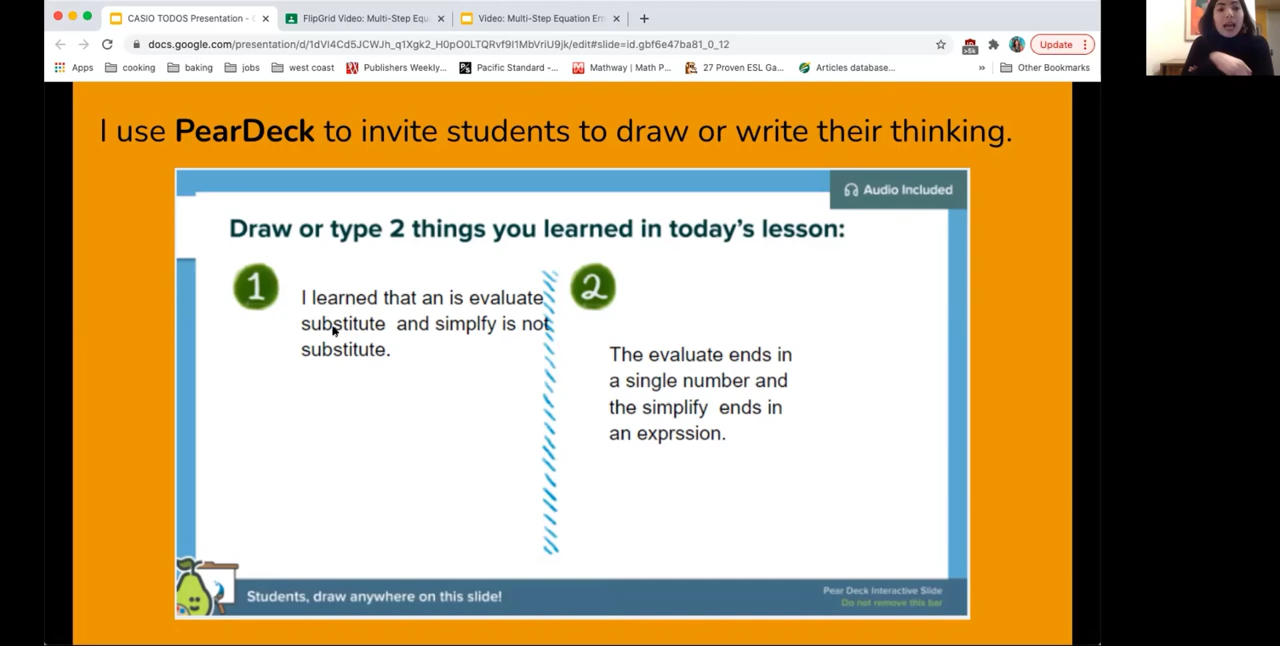 CASIO TODOS Presentation -
FlipGrid Video: Multi-Step Equ
Video: Multi-Step Equation Err
docs.google.com/presentation/d/1dVl4Cd5JCWJh_q1Xgk2_H0pO0LTQRvf9l1MbVriU9jk/edit#slide=id.gbf6e47ba81_0_12
Update
Apps cooking baking jobs west coast Publishers Weekly... Pacific Standard -... Mathway | Math P... 27 Proven ESL Ga... Articles database... » Other Bookmarks
I use PearDeck to invite students to draw or write their thinking.
Audio Included
Draw or type 2 things you learned in today's lesson:
1
I learned that an is evaluate
substitute and simplfy is not
substitute.
2
The evaluate ends in
a single number and
the simplify ends in
an exprssion.
Students, draw anywhere on this slide!
Pear Deck Interactive Slide
Do not remove this bar